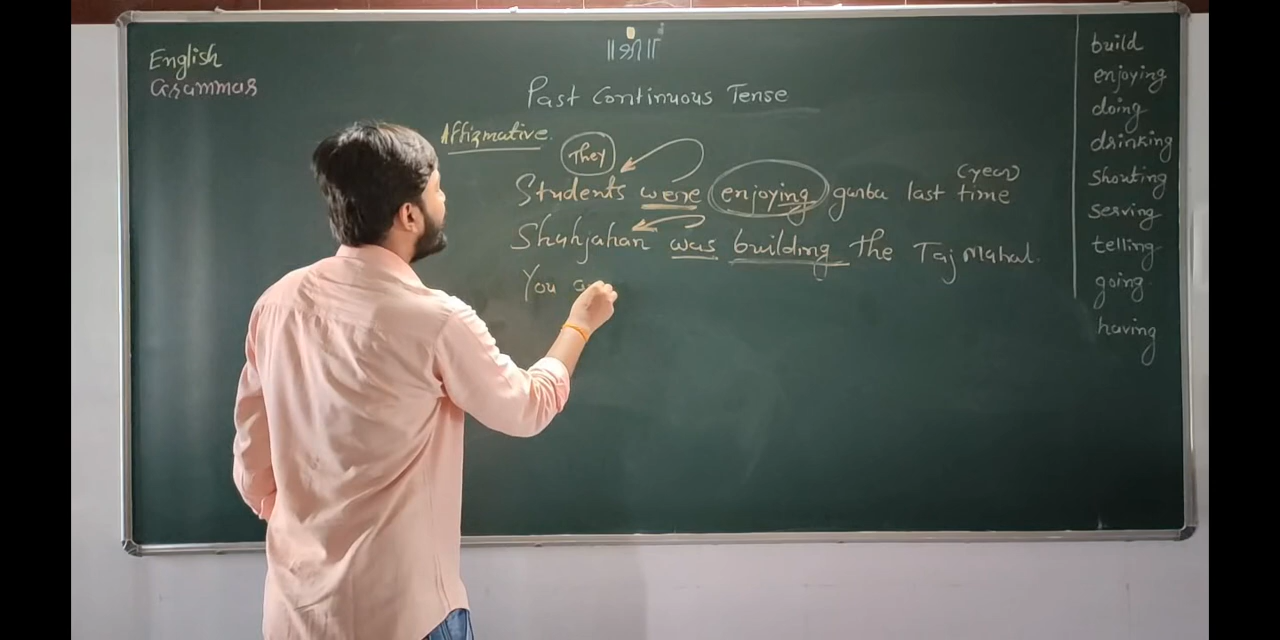 ॥ श्री ॥
English
Grammar
Past Continuous Tense
Affirmative.
They
(year)
Students were enjoying garba last time
Shahjahan was building the Taj Mahal.
You
build
enjoying
doing
drinking
Shouting
serving
telling
going
having